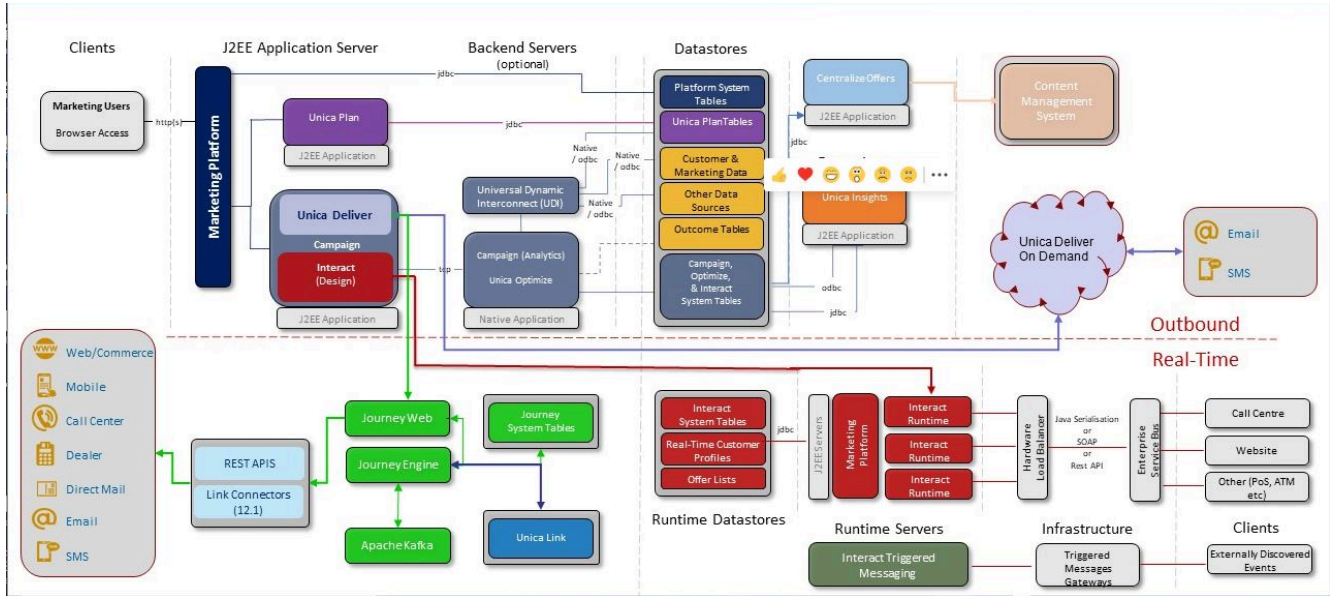 Clients
J2EE Application Server
Backend Servers
(optional)
Datastores
Marketing Users
Browser Access
http(s)
Marketing Platform
jdbc
Unica Plan
J2EE Application
jdbc
Unica Deliver
Campaign
Interact
(Design)
J2EE Application
tcp
Universal Dynamic
Interconnect (UDI)
Native
/ odbc
Native
/ odbc
Native
/ odbc
Campaign (Analytics)
Unica Optimize
Native Application
Platform System
Tables
Unica PlanTables
Customer &
Marketing Data
Other Data
Sources
Outcome Tables
Campaign,
Optimize,
& Interact
System Tables
Centralize Offers
J2EE Application
jdbc
Unica Insights
J2EE Application
odbc
jdbc
Content
Management
System
Unica Deliver
On Demand
Email
SMS
Outbound
Real-Time
www
Web/Commerce
Mobile
Call Center
Dealer
Direct Mail
Email
SMS
REST APIS
Link Connectors
(12.1)
Journey Web
Journey Engine
Apache Kafka
Journey
System Tables
Unica Link
Interact
System Tables
Real-Time Customer
Profiles
Offer Lists
Runtime Datastores
jdbc
J2EE Servers
Marketing
Platform
Interact
Runtime
Interact
Runtime
Interact
Runtime
Runtime Servers
Hardware
Load Balancer
Java Serialisation
or
SOAP
or
Rest API
Enterprise
Service Bus
Call Centre
Website
Other (PoS, ATM
etc)
Infrastructure
Clients
Interact Triggered
Messaging
Triggered
Messages
Gateways
Externally Discovered
Events